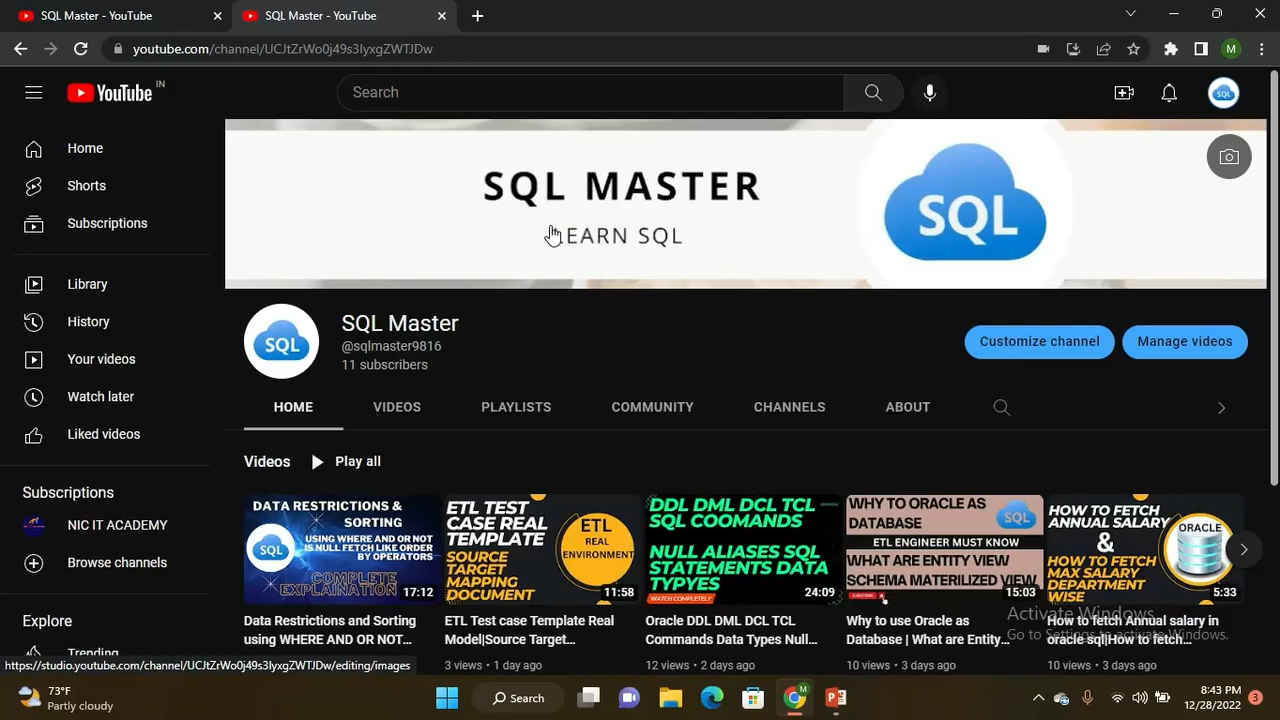 SQL Master - YouTube
SQL Master - YouTube
youtube.com/channel/UCJtZrWo0j49s3IyxgZWTJDw
M
YouTube IN
Search
SQL
Home
Shorts
Subscriptions
Library
History
Your videos
Watch later
Liked videos
Subscriptions
NIC IT ACADEMY
Browse channels
Explore
Trending
SQL MASTER
LEARN SQL
SQL
SQL
SQL Master
@sqlmaster9816
11 subscribers
Customize channel
Manage videos
HOME
VIDEOS
PLAYLISTS
COMMUNITY
CHANNELS
ABOUT
Videos
Play all
DATA RESTRICTIONS &
SORTING
USING WHERE AND OR NOT
IS NULL FETCH LIKE ORDER
BY OPERATORS
SQL
COMPLETE
EXPLAINATION
17:12
Data Restrictions and Sorting
using WHERE AND OR NOT...
ETL TEST
CASE REAL
TEMPLATE
SOURCE
TARGET
MAPPING
DOCUMENT
ETL
REAL
ENVIRONMENT
11:58
ETL Test case Template Real
Model|Source Target...
3 views • 1 day ago
DDL DML DCL TCL
SQL COOMANDS
NULL ALIASES SQL
STATEMENTS DATA
TYPYES
WATCH COMPLETELY
24:09
Oracle DDL DML DCL TCL
Commands Data Types Null...
12 views • 2 days ago
WHY TO ORACLE AS
DATABASE
SQL
ETL ENGINEER MUST KNOW
WHAT ARE ENTITY VIEW
SCHEMA MATERILIZED VIEW
15:03
Why to use Oracle as
Database | What are Entity...
10 views • 3 days ago
HOW TO FETCH
ANNUAL SALARY
&
HOW TO FETCH
MAX SALARY
DEPARTMENT
WISE
ORACLE
5:33
How to fetch Annual salary in
oracle sql|How to fetch...
10 views • 3 days ago
Activate Windows
Go to Settings to activate Windows.
https://studio.youtube.com/channel/UCJtZrWo0j49s3IyxgZWTJDw/editing/images
73°F
Partly cloudy
Search
8:43 PM
12/28/2022
3